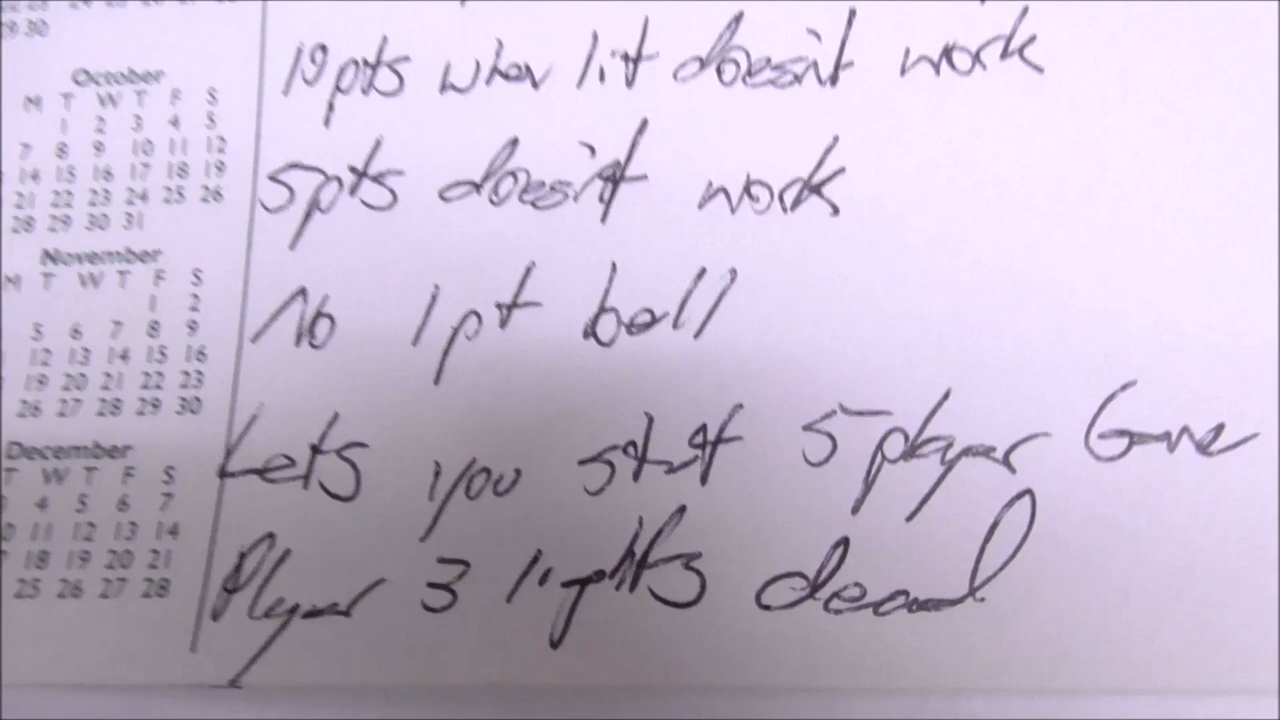 29 30
October
M T W T F S
1 2 3 4 5
7 8 9 10 11 12
14 15 16 17 18 19
21 22 23 24 25 26
28 29 30 31
November
M T W T F S
1 2
5 6 7 8 9
12 13 14 15 16
19 20 21 22 23
26 27 28 29 30
December
T W T F S
4 5 6 7
11 12 13 14
18 19 20 21
25 26 27 28
10pts when lit doesn't work
5pts doesn't work
No 1pt bell
Lets you start 5 player Game
Player 3 lights dead